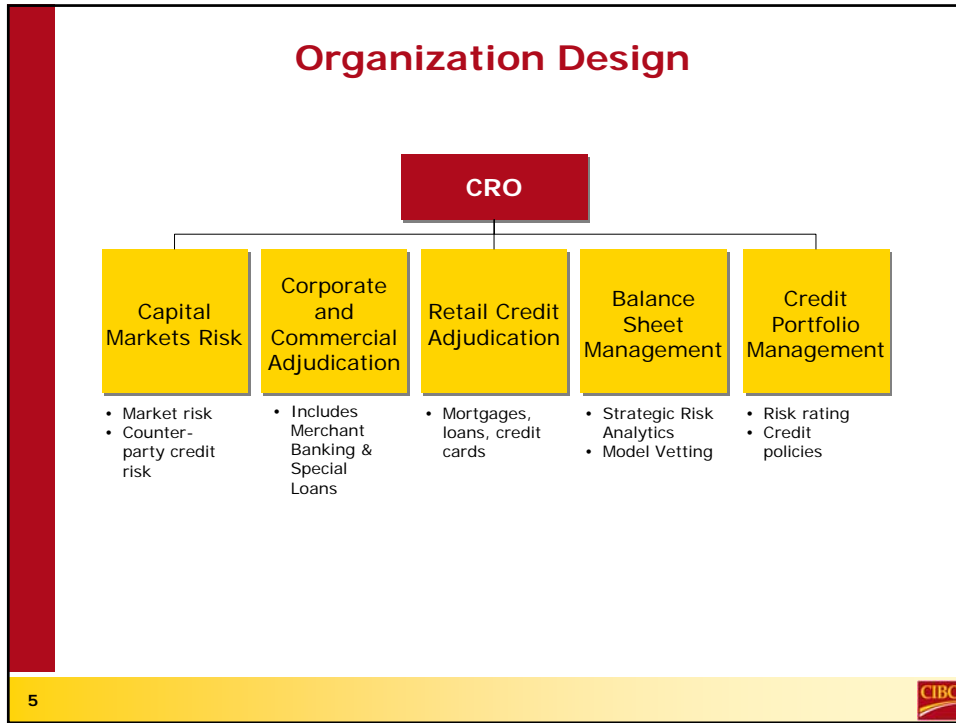 Organization Design
CRO
Capital
Markets Risk
Corporate
and
Commercial
Adjudication
Retail Credit
Adjudication
Balance
Sheet
Management
Credit
Portfolio
Management
• Market risk
• Counter-
party credit
risk
• Includes
Merchant
Banking &
Special
Loans
• Mortgages,
loans, credit
cards
• Strategic Risk
Analytics
• Model Vetting
• Risk rating
• Credit
policies
5
CIBC